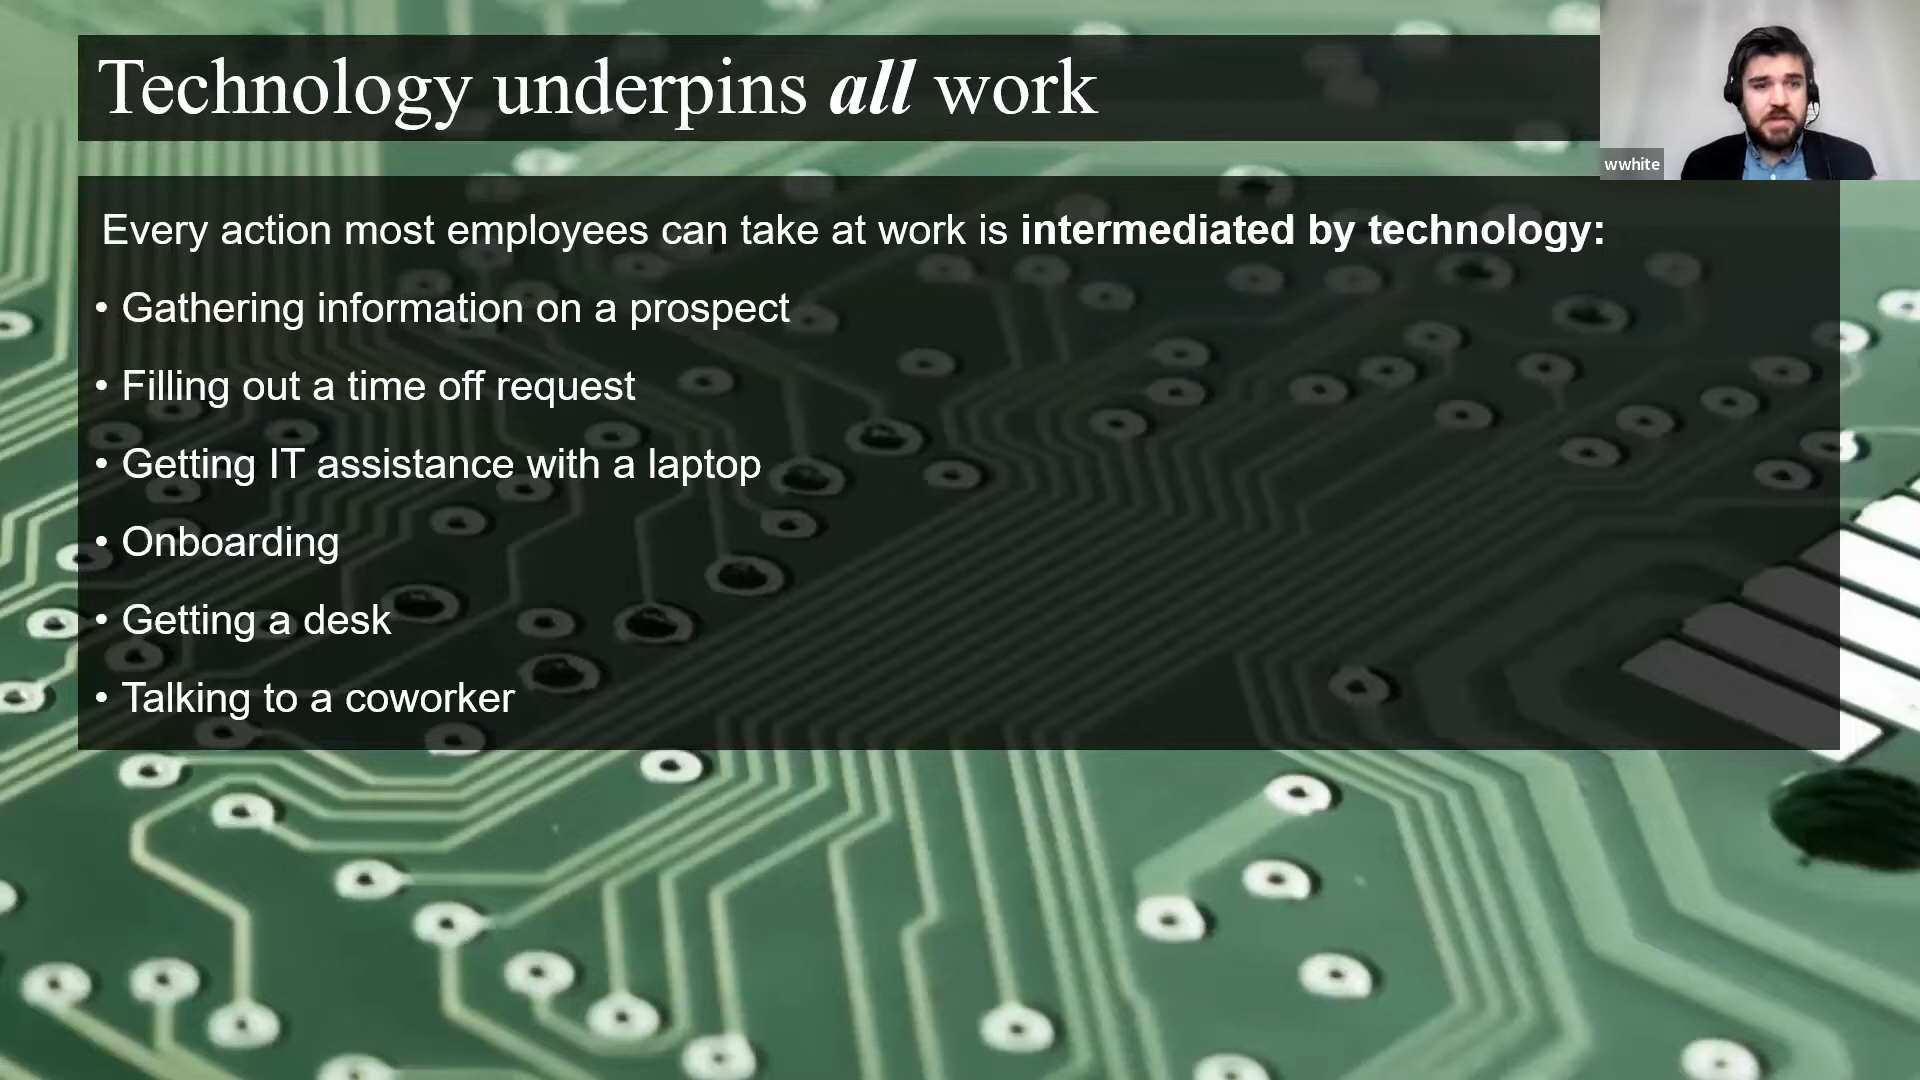 Technology underpins all work
wwhite
Every action most employees can take at work is intermediated by technology:
• Gathering information on a prospect
• Filling out a time off request
• Getting IT assistance with a laptop
• Onboarding
• Getting a desk
• Talking to a coworker